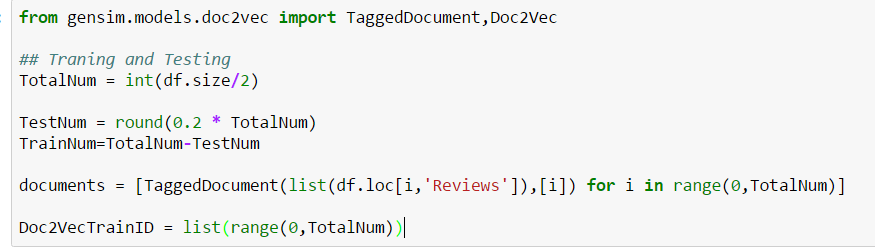 from gensim.models.doc2vec import TaggedDocument,Doc2Vec
## Traning and Testing
TotalNum = int(df.size/2)
TestNum = round(0.2 * TotalNum)
TrainNum=TotalNum-TestNum
documents = [TaggedDocument(list(df.loc[i,'Reviews']),[i]) for i in range(0,TotalNum)]
Doc2VecTrainID = list(range(0,TotalNum))